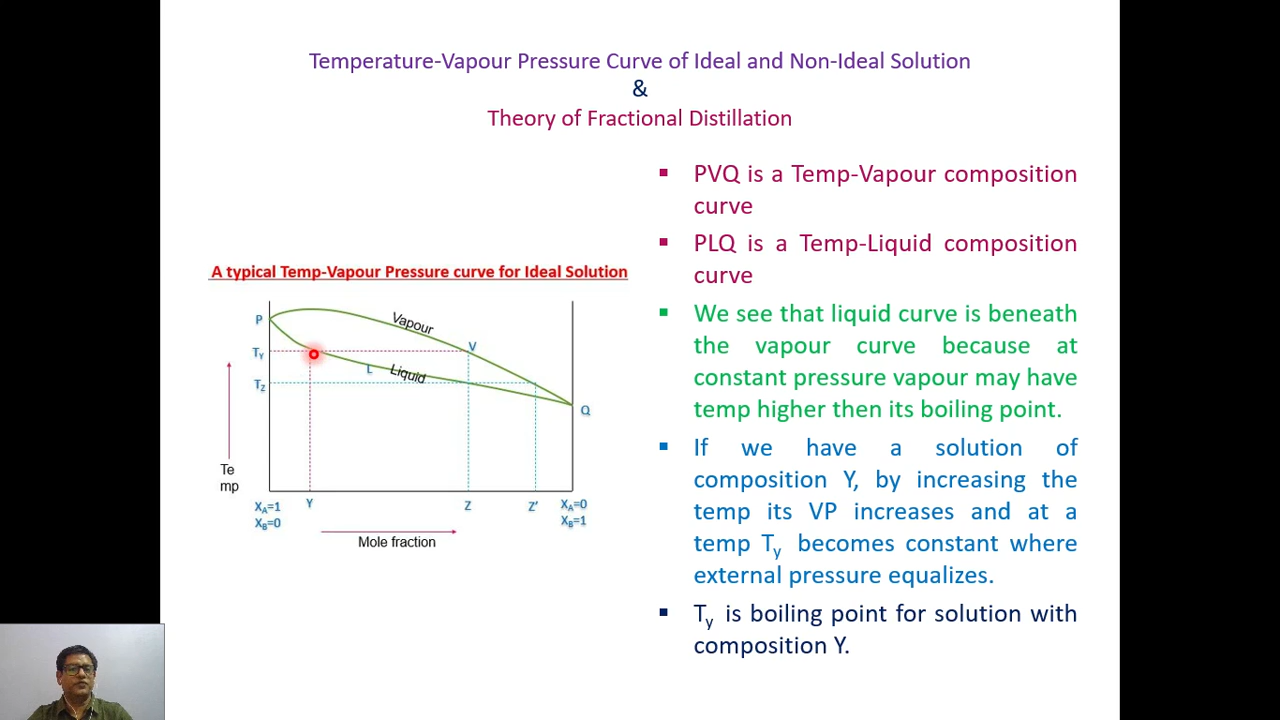 Temperature-Vapour Pressure Curve of Ideal and Non-Ideal Solution
&
Theory of Fractional Distillation
A typical Temp-Vapour Pressure curve for Ideal Solution
P
Vapour
TY
V
L
Liquid
TZ
Q
Te
mp
XA=1
XB=0
Y
Z
Z'
XA=0
XB=1
Mole fraction
▪ PVQ is a Temp-Vapour composition
curve
▪ PLQ is a Temp-Liquid composition
curve
▪ We see that liquid curve is beneath
the vapour curve because at
constant pressure vapour may have
temp higher then its boiling point.
▪ If we have a solution of
composition Y, by increasing the
temp its VP increases and at a
temp Ty becomes constant where
external pressure equalizes.
▪ Ty is boiling point for solution with
composition Y.